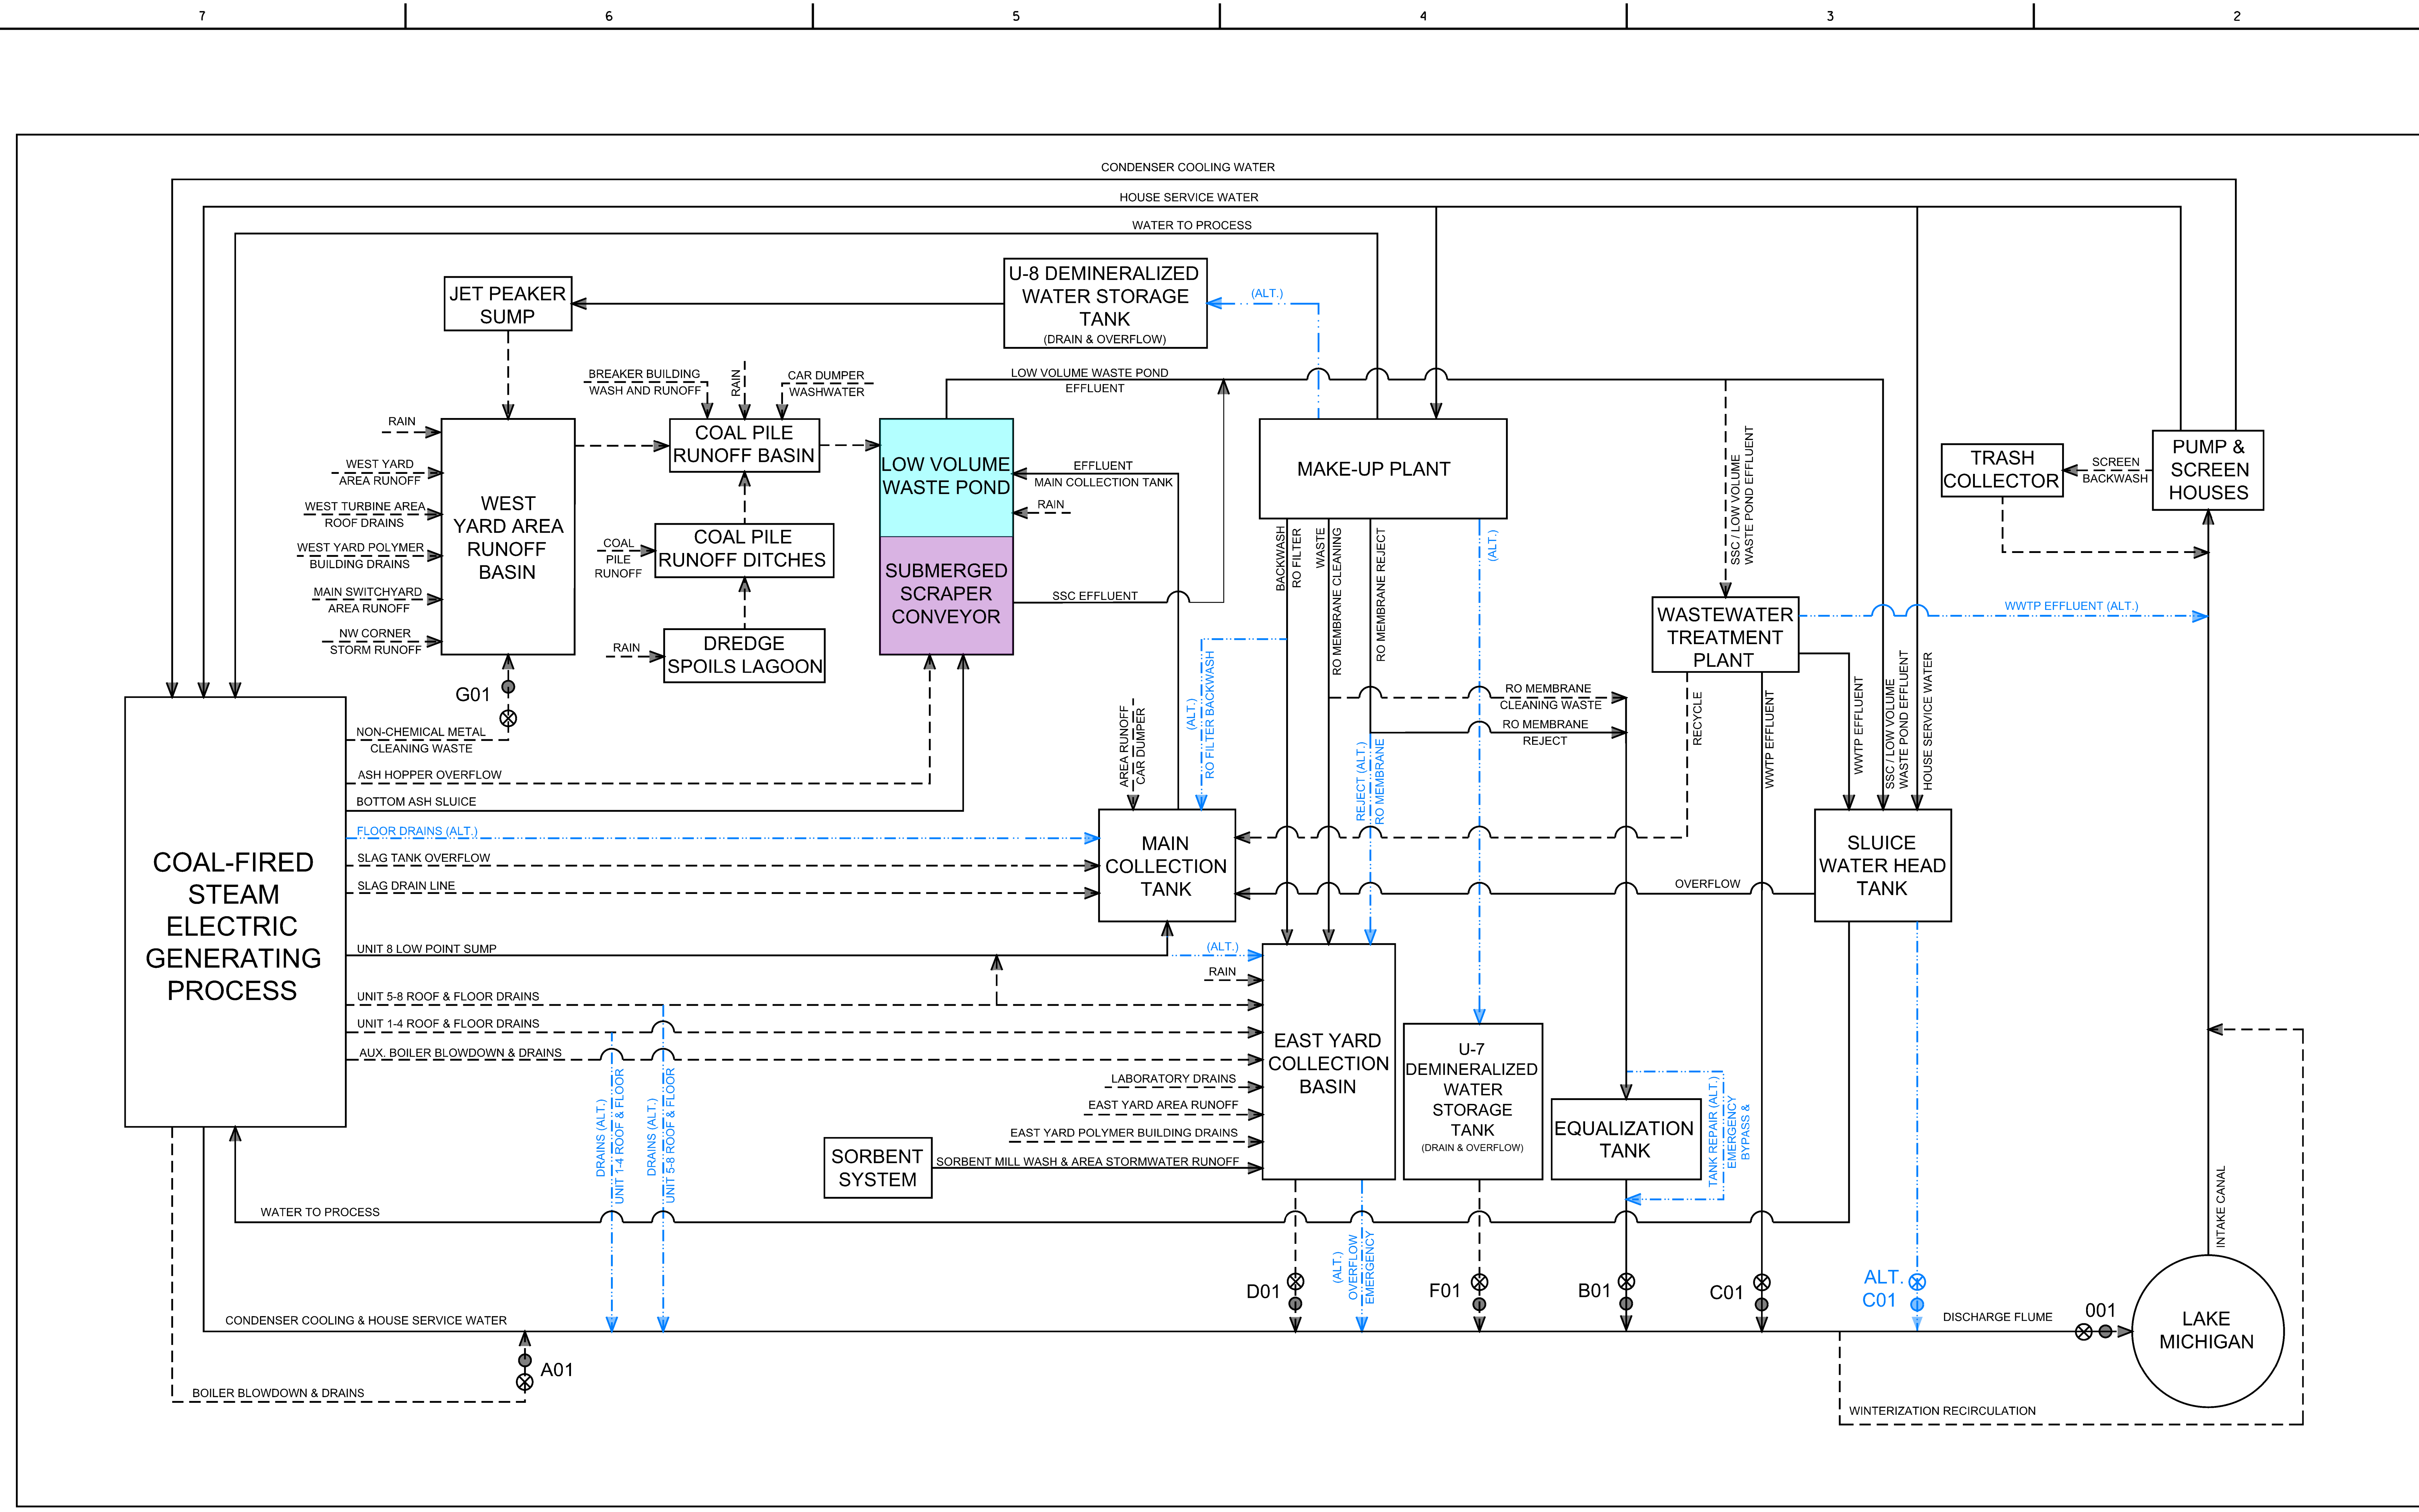 7 6 5 4 3 2
CONDENSER COOLING WATER
HOUSE SERVICE WATER
WATER TO PROCESS
U-8 DEMINERALIZED
WATER STORAGE
TANK
(DRAIN & OVERFLOW)
(ALT.)
JET PEAKER
SUMP
BREAKER BUILDING
WASH AND RUNOFF
RAIN
CAR DUMPER
WASHWATER
LOW VOLUME WASTE POND
EFFLUENT
RAIN
WEST YARD
AREA RUNOFF
WEST TURBINE AREA
ROOF DRAINS
WEST YARD POLYMER
BUILDING DRAINS
MAIN SWITCHYARD
AREA RUNOFF
NW CORNER
STORM RUNOFF
WEST
YARD AREA
RUNOFF
BASIN
COAL PILE
RUNOFF BASIN
COAL
PILE
RUNOFF
COAL PILE
RUNOFF DITCHES
RAIN
DREDGE
SPOILS LAGOON
LOW VOLUME
WASTE POND
SUBMERGED
SCRAPER
CONVEYOR
EFFLUENT
MAIN COLLECTION TANK
RAIN
SSC EFFLUENT
MAKE-UP PLANT
BACKWASH
RO FILTER
WASTE
RO MEMBRANE CLEANING
RO MEMBRANE REJECT
(ALT.)
SSC / LOW VOLUME
WASTE POND EFFLUENT
TRASH
COLLECTOR
SCREEN
BACKWASH
PUMP &
SCREEN
HOUSES
WASTEWATER
TREATMENT
PLANT
WWTP EFFLUENT (ALT.)
G01
NON-CHEMICAL METAL
CLEANING WASTE
ASH HOPPER OVERFLOW
BOTTOM ASH SLUICE
FLOOR DRAINS (ALT.)
SLAG TANK OVERFLOW
SLAG DRAIN LINE
UNIT 8 LOW POINT SUMP
UNIT 5-8 ROOF & FLOOR DRAINS
UNIT 1-4 ROOF & FLOOR DRAINS
AUX. BOILER BLOWDOWN & DRAINS
COAL-FIRED
STEAM
ELECTRIC
GENERATING
PROCESS
AREA RUNOFF
CAR DUMPER
(ALT.)
RO FILTER BACKWASH
REJECT (ALT.)
RO MEMBRANE
RO MEMBRANE
CLEANING WASTE
RO MEMBRANE
REJECT
RECYCLE
WWTP EFFLUENT
WWTP EFFLUENT
SSC / LOW VOLUME
WASTE POND EFFLUENT
HOUSE SERVICE WATER
MAIN
COLLECTION
TANK
SLUICE
WATER HEAD
TANK
OVERFLOW
(ALT.)
RAIN
EAST YARD
COLLECTION
BASIN
LABORATORY DRAINS
EAST YARD AREA RUNOFF
EAST YARD POLYMER BUILDING DRAINS
SORBENT MILL WASH & AREA STORMWATER RUNOFF
SORBENT
SYSTEM
DRAINS (ALT.)
UNIT 1-4 ROOF & FLOOR
DRAINS (ALT.)
UNIT 5-8 ROOF & FLOOR
U-7
DEMINERALIZED
WATER
STORAGE
TANK
(DRAIN & OVERFLOW)
EQUALIZATION
TANK
TANK REPAIR (ALT.)
EMERGENCY
BYPASS &
WATER TO PROCESS
INTAKE CANAL
(ALT.)
OVERFLOW
EMERGENCY
D01
F01
B01
C01
ALT.
C01
001
CONDENSER COOLING & HOUSE SERVICE WATER
DISCHARGE FLUME
LAKE
MICHIGAN
A01
BOILER BLOWDOWN & DRAINS
WINTERIZATION RECIRCULATION